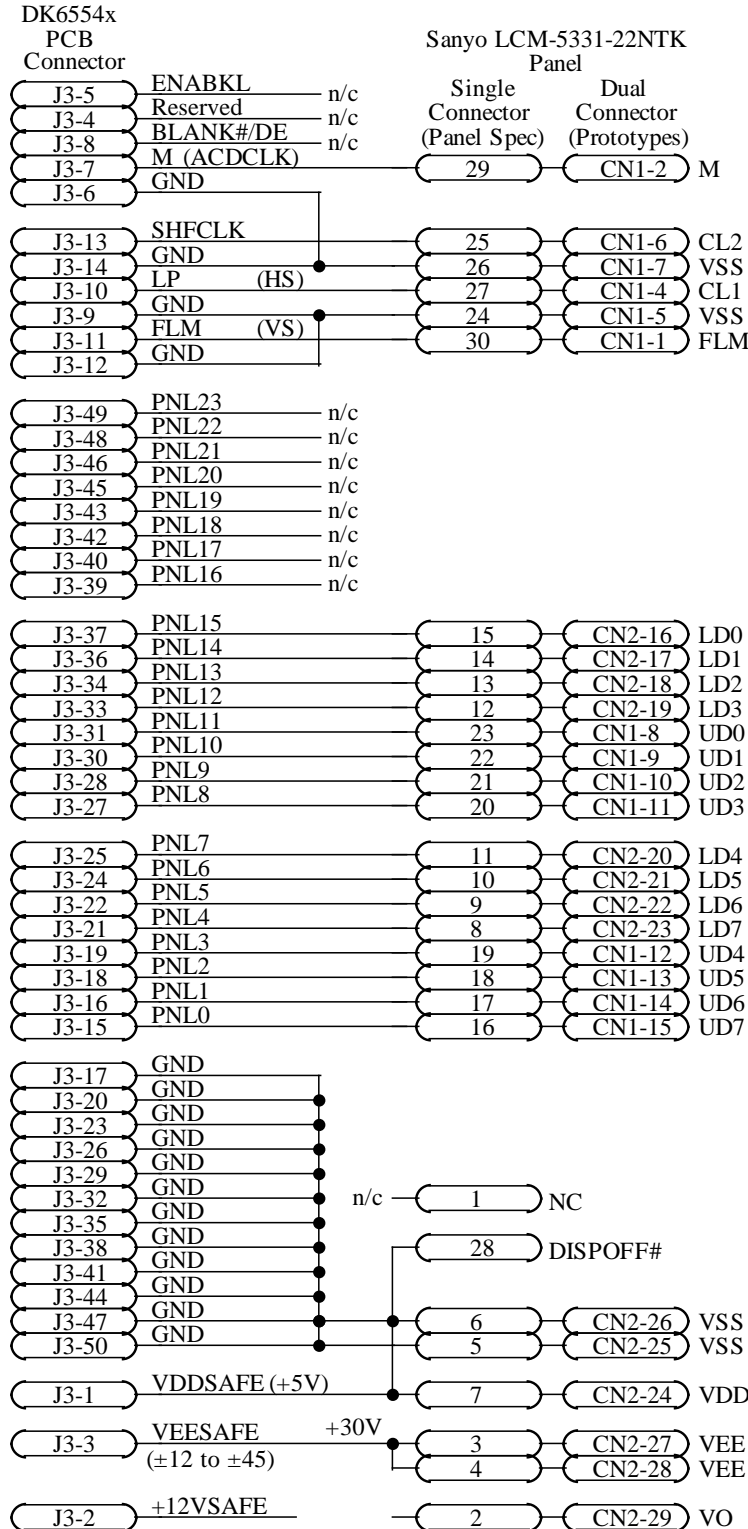 DK6554x
PCB
Connector
Sanyo LCM-5331-22NTK
Panel
Single Connector (Panel Spec)
Dual Connector (Prototypes)
J3-5 ENABKL n/c
J3-4 Reserved n/c
J3-8 BLANK#/DE n/c
J3-7 M (ACDCLK) 29 CN1-2 M
J3-6 GND
J3-13 SHFCLK 25 CN1-6 CL2
J3-14 GND 26 CN1-7 VSS
J3-10 LP (HS) 27 CN1-4 CL1
J3-9 GND 24 CN1-5 VSS
J3-11 FLM (VS) 30 CN1-1 FLM
J3-12 GND
J3-49 PNL23 n/c
J3-48 PNL22 n/c
J3-46 PNL21 n/c
J3-45 PNL20 n/c
J3-43 PNL19 n/c
J3-42 PNL18 n/c
J3-40 PNL17 n/c
J3-39 PNL16 n/c
J3-37 PNL15 15 CN2-16 LD0
J3-36 PNL14 14 CN2-17 LD1
J3-34 PNL13 13 CN2-18 LD2
J3-33 PNL12 12 CN2-19 LD3
J3-31 PNL11 23 CN1-8 UD0
J3-30 PNL10 22 CN1-9 UD1
J3-28 PNL9 21 CN1-10 UD2
J3-27 PNL8 20 CN1-11 UD3
J3-25 PNL7 11 CN2-20 LD4
J3-24 PNL6 10 CN2-21 LD5
J3-22 PNL5 9 CN2-22 LD6
J3-21 PNL4 8 CN2-23 LD7
J3-19 PNL3 19 CN1-12 UD4
J3-18 PNL2 18 CN1-13 UD5
J3-16 PNL1 17 CN1-14 UD6
J3-15 PNL0 16 CN1-15 UD7
J3-17 GND
J3-20 GND
J3-23 GND
J3-26 GND
J3-29 GND
J3-32 GND n/c 1 NC
J3-35 GND
J3-38 GND 28 DISPOFF#
J3-41 GND
J3-44 GND
J3-47 GND 6 CN2-26 VSS
J3-50 GND 5 CN2-25 VSS
J3-1 VDDSAFE (+5V) 7 CN2-24 VDD
J3-3 VEESAFE +30V 3 CN2-27 VEE
(±12 to ±45) 4 CN2-28 VEE
J3-2 +12VSAFE 2 CN2-29 VO